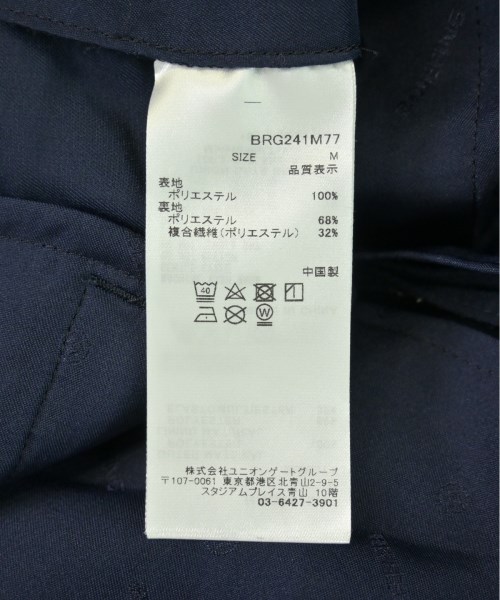 BRG241M77
SIZE M
品質表示
表地
ポリエステル 100%
裏地
ポリエステル 68%
複合繊維(ポリエステル) 32%
中国製
40
W
株式会社ユニオンゲートグループ
〒107-0061 東京都港区北青山2-9-5
スタジアムプレイス青山 10階
03-6427-3901